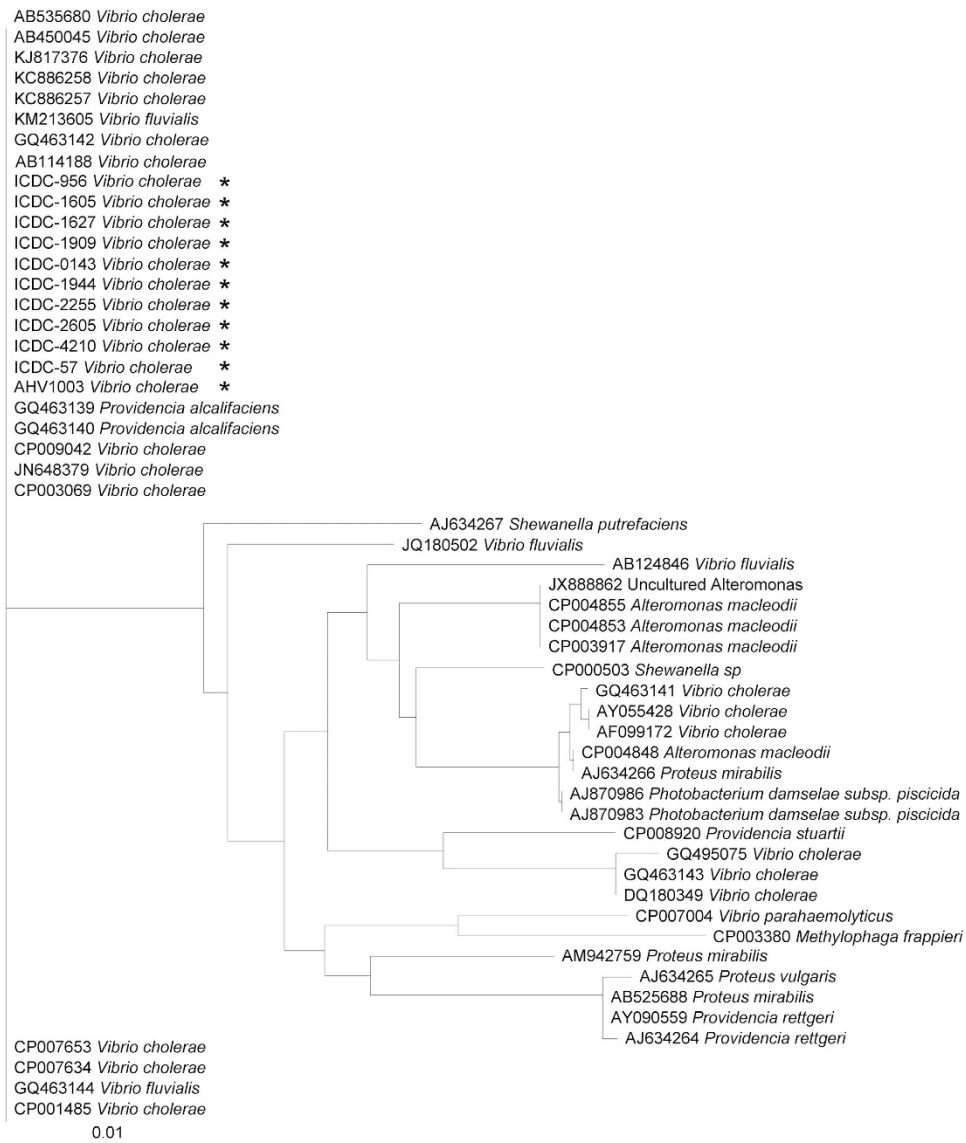 AB535680 Vibrio cholerae
AB450045 Vibrio cholerae
KJ817376 Vibrio cholerae
KC886258 Vibrio cholerae
KC886257 Vibrio cholerae
KM213605 Vibrio fluvialis
GQ463142 Vibrio cholerae
AB114188 Vibrio cholerae
ICDC-956 Vibrio cholerae *
ICDC-1605 Vibrio cholerae *
ICDC-1627 Vibrio cholerae *
ICDC-1909 Vibrio cholerae *
ICDC-0143 Vibrio cholerae *
ICDC-1944 Vibrio cholerae *
ICDC-2255 Vibrio cholerae *
ICDC-2605 Vibrio cholerae *
ICDC-4210 Vibrio cholerae *
ICDC-57 Vibrio cholerae *
AHV1003 Vibrio cholerae *
GQ463139 Providencia alcalifaciens
GQ463140 Providencia alcalifaciens
CP009042 Vibrio cholerae
JN648379 Vibrio cholerae
CP003069 Vibrio cholerae
AJ634267 Shewanella putrefaciens
JQ180502 Vibrio fluvialis
AB124846 Vibrio fluvialis
JX888862 Uncultured Alteromonas
CP004855 Alteromonas macleodii
CP004853 Alteromonas macleodii
CP003917 Alteromonas macleodii
CP000503 Shewanella sp
GQ463141 Vibrio cholerae
AY055428 Vibrio cholerae
AF099172 Vibrio cholerae
CP004848 Alteromonas macleodii
AJ634266 Proteus mirabilis
AJ870986 Photobacterium damselae subsp. piscicida
AJ870983 Photobacterium damselae subsp. piscicida
CP008920 Providencia stuartii
GQ495075 Vibrio cholerae
GQ463143 Vibrio cholerae
DQ180349 Vibrio cholerae
CP007004 Vibrio parahaemolyticus
CP003380 Methylophaga frappieri
AM942759 Proteus mirabilis
AJ634265 Proteus vulgaris
AB525688 Proteus mirabilis
AY090559 Providencia rettgeri
AJ634264 Providencia rettgeri
CP007653 Vibrio cholerae
CP007634 Vibrio cholerae
GQ463144 Vibrio fluvialis
CP001485 Vibrio cholerae
0.01